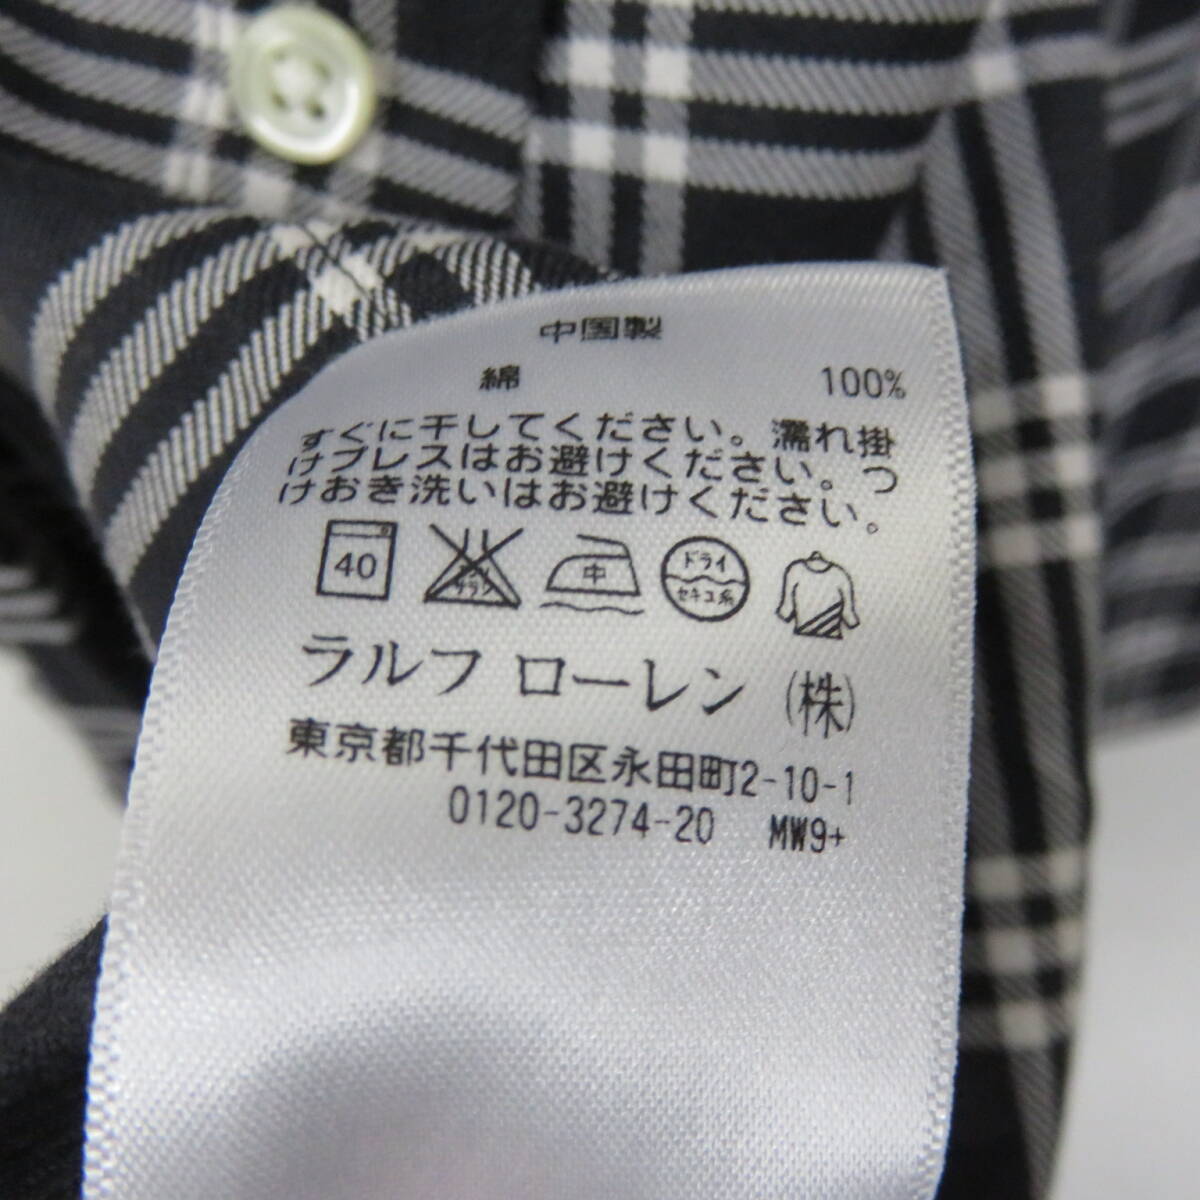 中国製
綿 100%
すぐに干してください。濡れ掛
けプレスはお避けください。つ
けおき洗いはお避けください。
40 サラシ 中 ドライ セキユ系
ラルフ ローレン (株)
東京都千代田区永田町2-10-1
0120-3274-20 MW9+